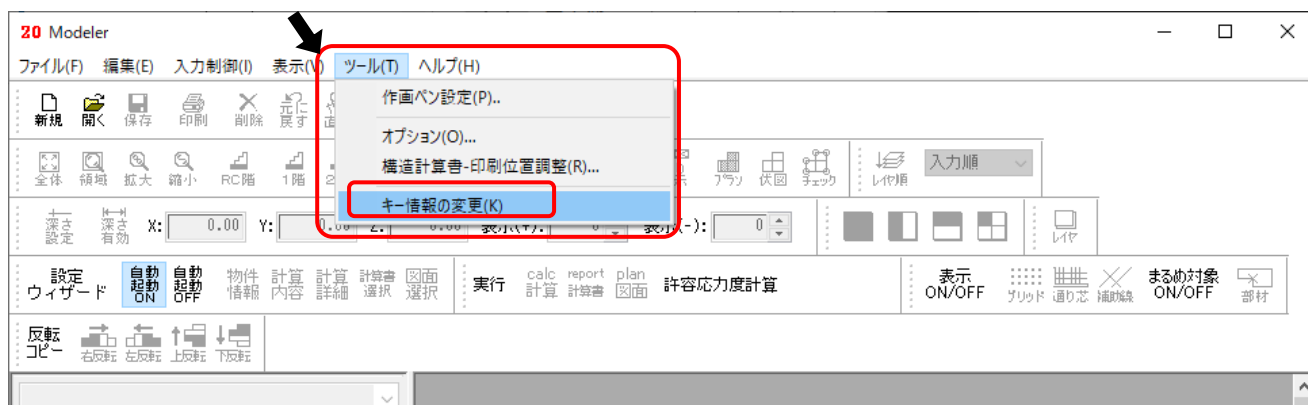 20 Modeler
ファイル(F) 編集(E) 入力制御(I) 表示(V) ツール(T) ヘルプ(H)
作画ペン設定(P)..
オプション(O)...
構造計算書-印刷位置調整(R)...
キー情報の変更(K)
新規 開く 保存 印刷 削除 元に戻す
全体 領域 拡大 縮小 RC階 1階 プラン 伏図 チェック レイヤ順 入力順
深さ設定 深さ有効 X: 0.00 Y: 0.00 Z: 0.00 表示(+): 0 表示(-): 0 レイヤ
設定ウィザード 自動起動ON 自動起動OFF 物件情報 計算内容 計算詳細 計算書選択 図面選択 実行 calc計算 report計算書 plan図面 許容応力度計算 表示ON/OFF グリッド 通り芯 補助線 まるめ対象ON/OFF 部材
反転コピー 右反転 左反転 上反転 下反転